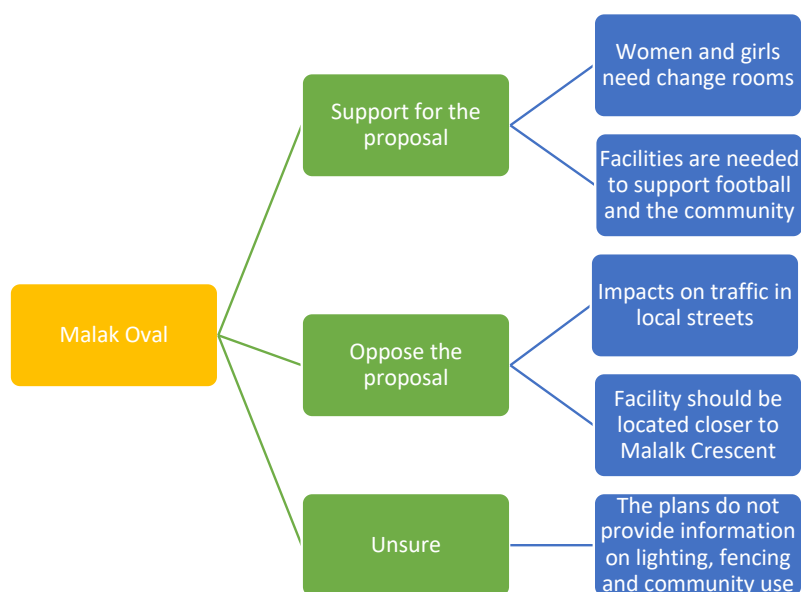 Malak Oval
Support for the
proposal
Women and girls
need change rooms
Facilities are needed
to support football
and the community
Oppose the
proposal
Impacts on traffic in
local streets
Facility should be
located closer to
Malalk Crescent
Unsure
The plans do not
provide information
on lighting, fencing
and community use